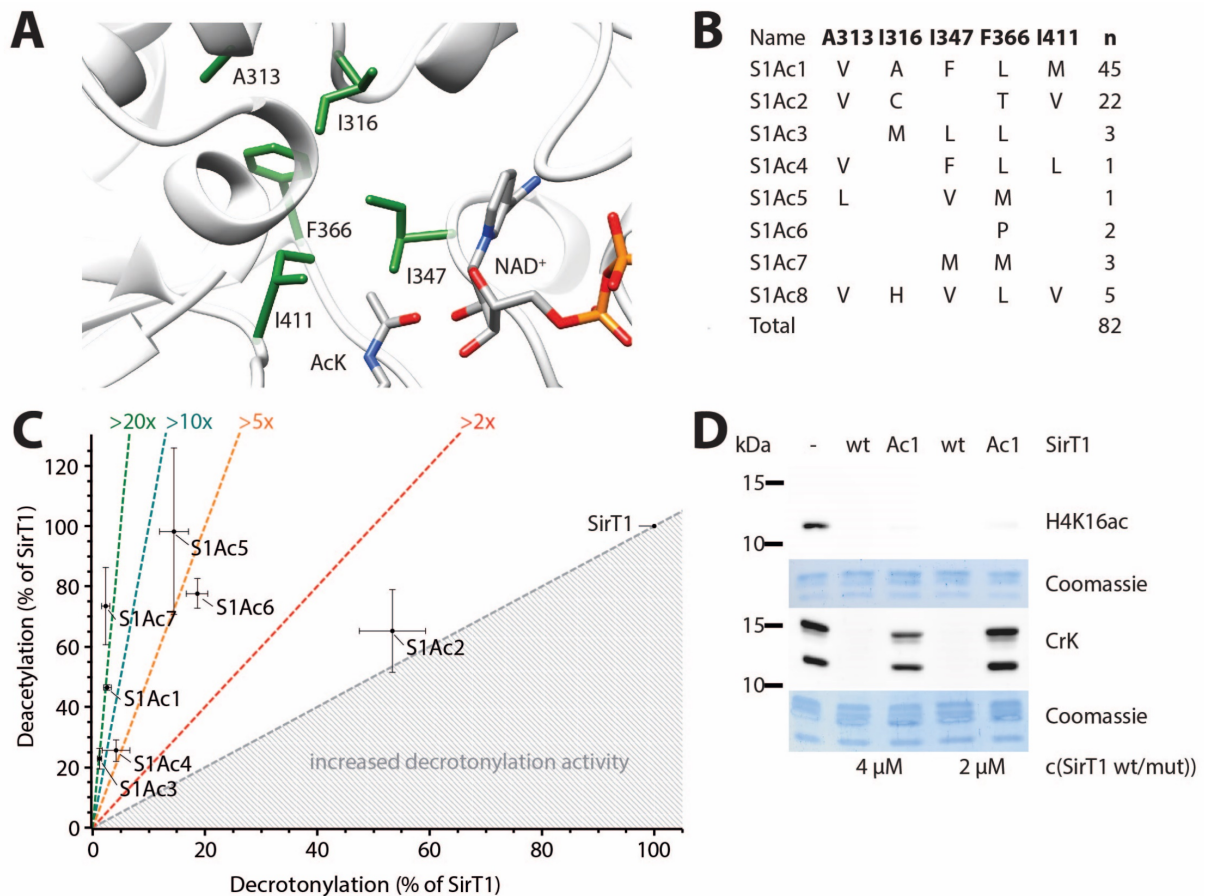 A
A313
I316
F366
I347
NAD+
I411
AcK
B
Name A313 I316 I347 F366 I411 n
S1Ac1 V A F L M 45
S1Ac2 V C T V 22
S1Ac3 M L L 3
S1Ac4 V F L L 1
S1Ac5 L V M 1
S1Ac6 P 2
S1Ac7 M M 3
S1Ac8 V H V L V 5
Total 82
C
>20x >10x >5x >2x
120
100
80
60
40
20
0
Deacetylation (% of SirT1)
SirT1
S1Ac5
S1Ac6
S1Ac7
S1Ac2
S1Ac1
S1Ac4
S1Ac3
increased decrotonylation activity
0 20 40 60 80 100
Decrotonylation (% of SirT1)
D
kDa - wt Ac1 wt Ac1 SirT1
15
H4K16ac
10
Coomassie
15
CrK
10
Coomassie
4 µM 2 µM c(SirT1 wt/mut))